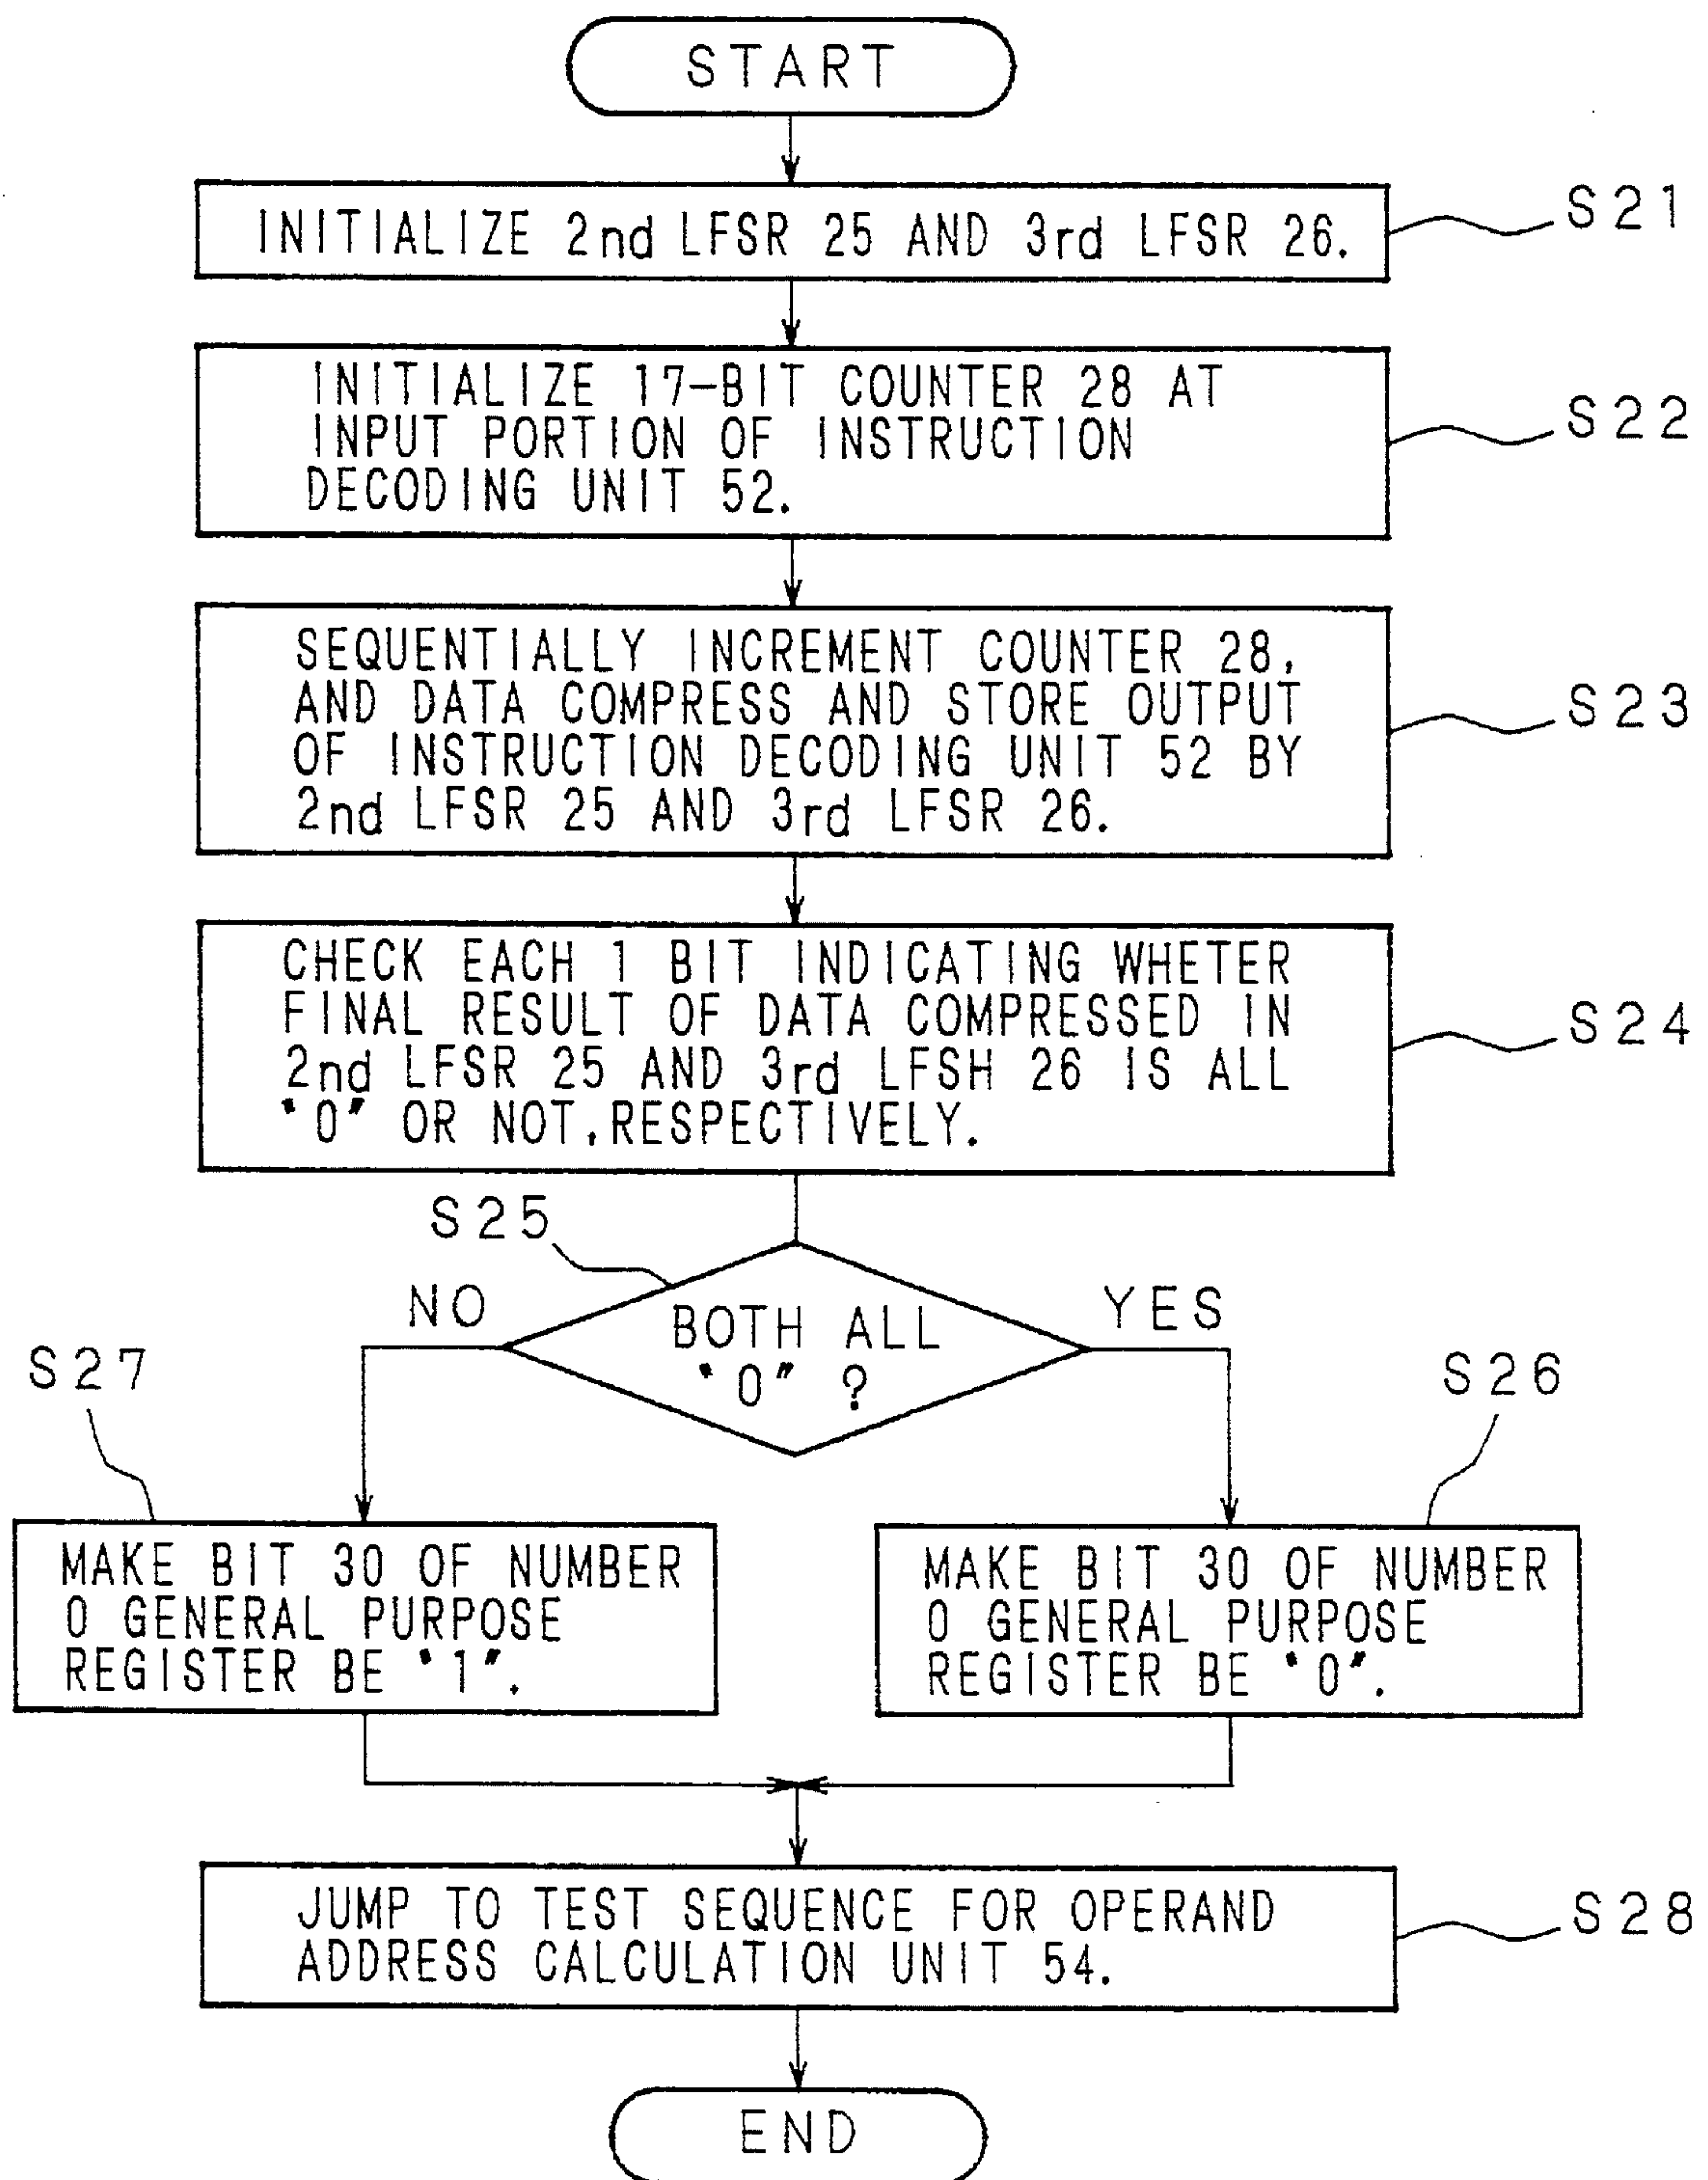 START
INITIALIZE 2nd LFSR 25 AND 3rd LFSR 26.
S21
INITIALIZE 17-BIT COUNTER 28 AT
INPUT PORTION OF INSTRUCTION
DECODING UNIT 52.
S22
SEQUENTIALLY INCREMENT COUNTER 28,
AND DATA COMPRESS AND STORE OUTPUT
OF INSTRUCTION DECODING UNIT 52 BY
2nd LFSR 25 AND 3rd LFSR 26.
S23
CHECK EACH 1 BIT INDICATING WHETER
FINAL RESULT OF DATA COMPRESSED IN
2nd LFSR 25 AND 3rd LFSH 26 IS ALL
"0" OR NOT,RESPECTIVELY.
S24
S25
NO
BOTH ALL
"0" ?
YES
S27
MAKE BIT 30 OF NUMBER
0 GENERAL PURPOSE
REGISTER BE "1".
S26
MAKE BIT 30 OF NUMBER
0 GENERAL PURPOSE
REGISTER BE "0".
JUMP TO TEST SEQUENCE FOR OPERAND
ADDRESS CALCULATION UNIT 54.
S28
END